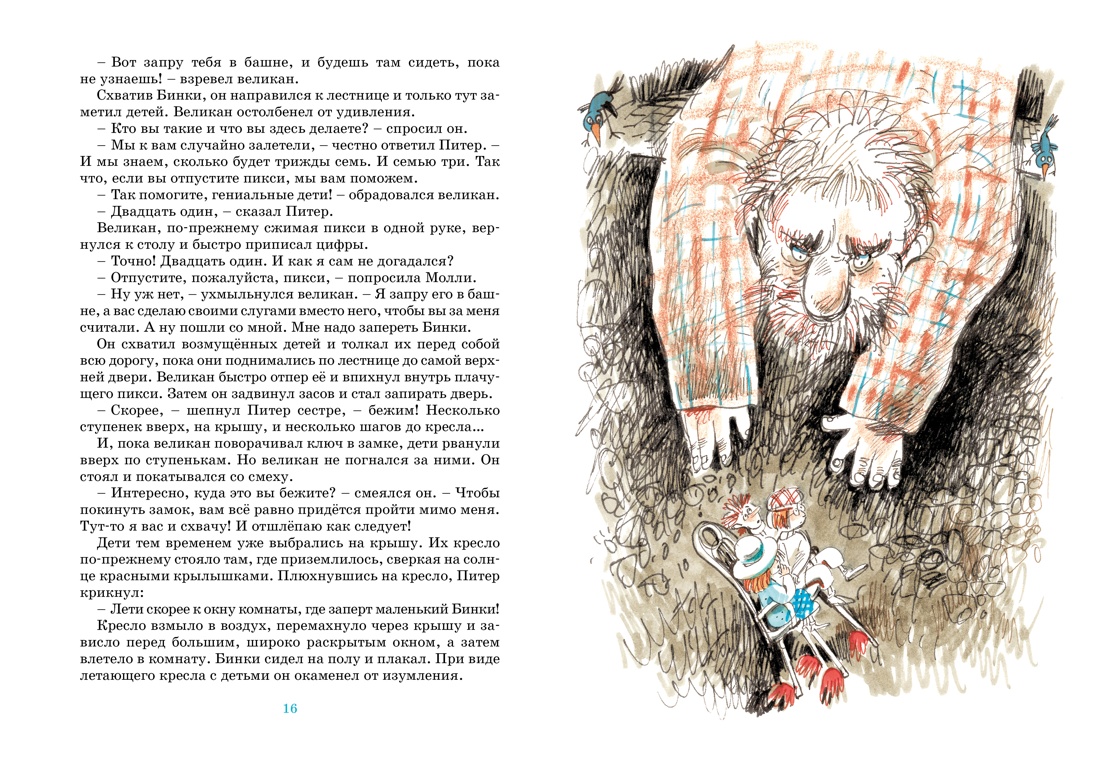 – Вот запру тебя в башне, и будешь там сидеть, пока
не узнаешь! – взревел великан.
Схватив Бинки, он направился к лестнице и только тут за-
метил детей. Великан остолбенел от удивления.
– Кто вы такие и что вы здесь делаете? – спросил он.
– Мы к вам случайно залетели, – честно ответил Питер. –
И мы знаем, сколько будет трижды семь. И семью три. Так
что, если вы отпустите пикси, мы вам поможем.
– Так помогите, гениальные дети! – обрадовался великан.
– Двадцать один, – сказал Питер.
Великан, по-прежнему сжимая пикси в одной руке, вер-
нулся к столу и быстро приписал цифры.
– Точно! Двадцать один. И как я сам не догадался?
– Отпустите, пожалуйста, пикси, – попросила Молли.
– Ну уж нет, – ухмыльнулся великан. – Я запру его в баш-
не, а вас сделаю своими слугами вместо него, чтобы вы за меня
считали. А ну пошли со мной. Мне надо запереть Бинки.
Он схватил возмущённых детей и толкал их перед собой
всю дорогу, пока они поднимались по лестнице до самой верх-
ней двери. Великан быстро отпер её и впихнул внутрь плачу-
щего пикси. Затем он задвинул засов и стал запирать дверь.
– Скорее, – шепнул Питер сестре, – бежим! Несколько
ступенек вверх, на крышу, и несколько шагов до кресла...
И, пока великан поворачивал ключ в замке, дети рванули
вверх по ступенькам. Но великан не погнался за ними. Он
стоял и покатывался со смеху.
– Интересно, куда это вы бежите? – смеялся он. – Чтобы
покинуть замок, вам всё равно придётся пройти мимо меня.
Тут-то я вас и схвачу! И отшлёпаю как следует!
Дети тем временем уже выбрались на крышу. Их кресло
по-прежнему стояло там, где приземлилось, сверкая на солн-
це красными крылышками. Плюхнувшись на кресло, Питер
крикнул:
– Лети скорее к окну комнаты, где заперт маленький Бинки!
Кресло взмыло в воздух, перемахнуло через крышу и за-
висло перед большим, широко раскрытым окном, а затем
влетело в комнату. Бинки сидел на полу и плакал. При виде
летающего кресла с детьми он окаменел от изумления.
16